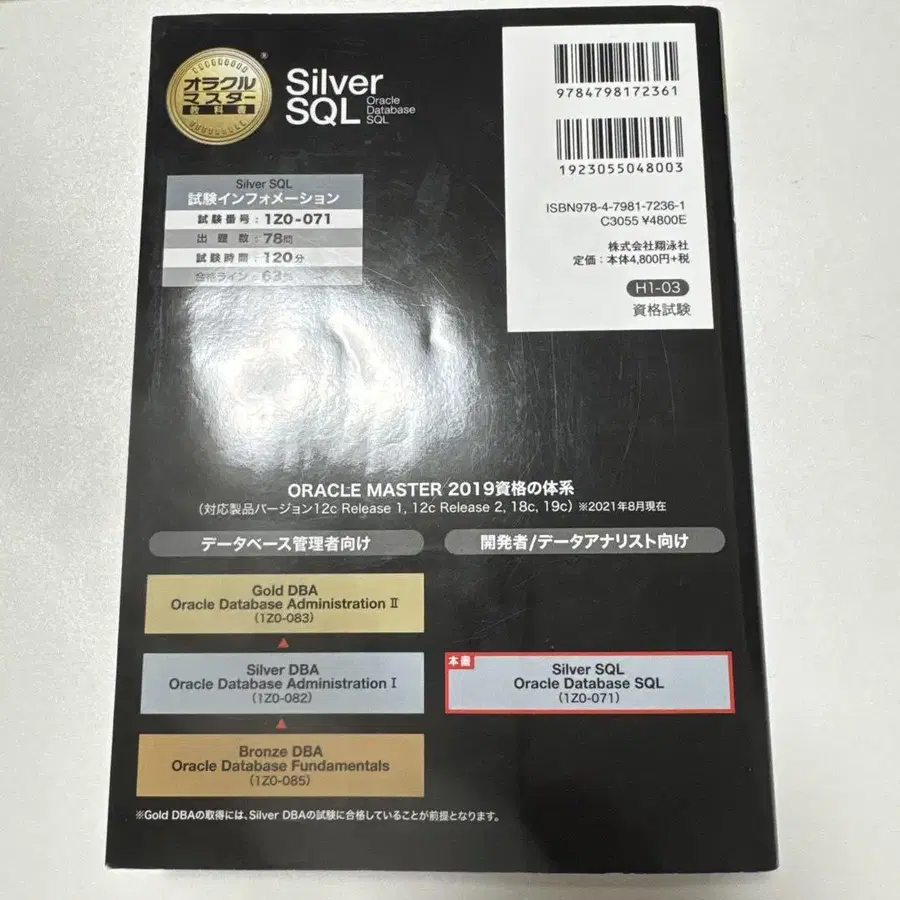 オラクル
マスター
教科書
®
Silver
SQL
Oracle
Database
SQL
9784798172361
1923055048003
ISBN978-4-7981-7236-1
C3055 ¥4800E
株式会社翔泳社
定価：本体4,800円+税
H1-03
資格試験
Silver SQL
試験インフォメーション
試験番号：1Z0-071
出題数：78問
試験時間：120分
合格ライン：63%
ORACLE MASTER 2019資格の体系
（対応製品バージョン12c Release 1, 12c Release 2, 18c, 19c）※2021年8月現在
データベース管理者向け
開発者/データアナリスト向け
Gold DBA
Oracle Database Administration Ⅱ
(1Z0-083)
Silver DBA
Oracle Database Administration Ⅰ
(1Z0-082)
本書
Silver SQL
Oracle Database SQL
(1Z0-071)
Bronze DBA
Oracle Database Fundamentals
(1Z0-085)
※Gold DBAの取得には、Silver DBAの試験に合格していることが前提となります。